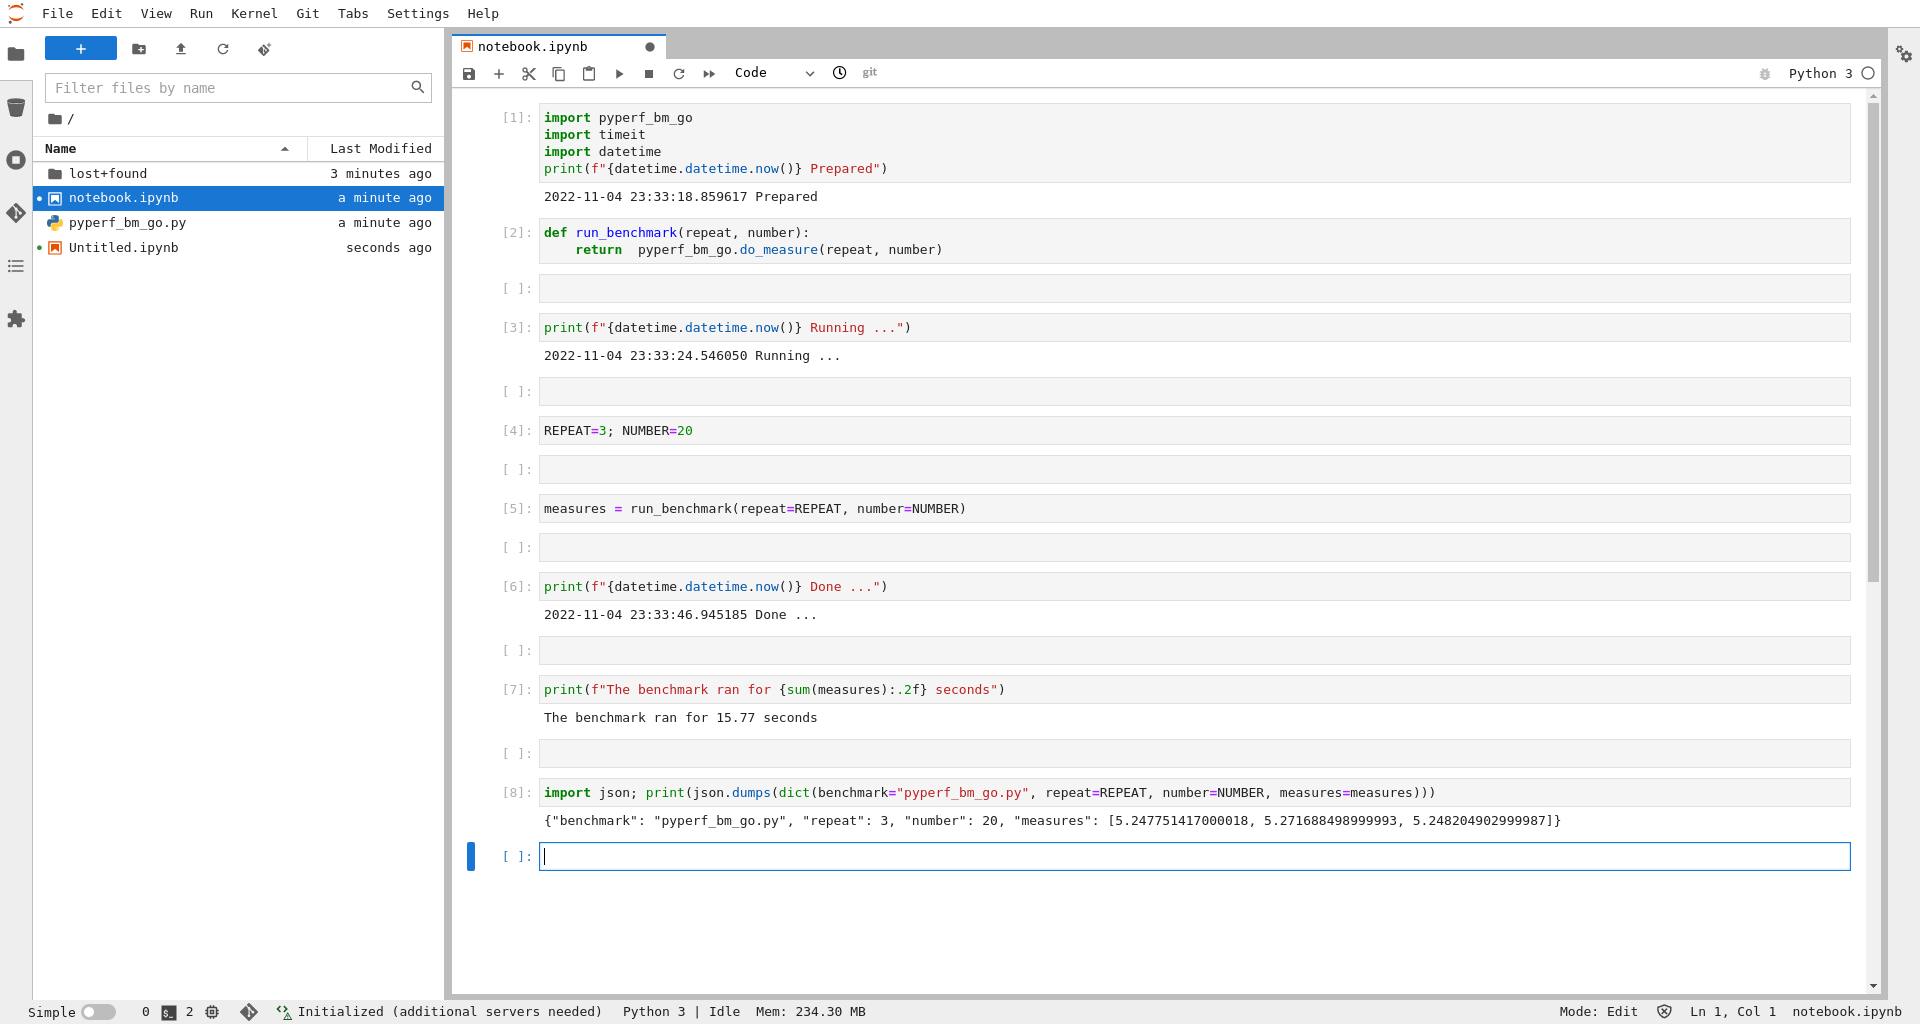 File Edit View Run Kernel Git Tabs Settings Help
Filter files by name
/
Name Last Modified
lost+found 3 minutes ago
notebook.ipynb a minute ago
pyperf_bm_go.py a minute ago
Untitled.ipynb seconds ago
notebook.ipynb
Code git Python 3
[1]: import pyperf_bm_go
import timeit
import datetime
print(f"{datetime.datetime.now()} Prepared")
2022-11-04 23:33:18.859617 Prepared
[2]: def run_benchmark(repeat, number):
    return  pyperf_bm_go.do_measure(repeat, number)
[ ]:
[3]: print(f"{datetime.datetime.now()} Running ...")
2022-11-04 23:33:24.546050 Running ...
[ ]:
[4]: REPEAT=3; NUMBER=20
[ ]:
[5]: measures = run_benchmark(repeat=REPEAT, number=NUMBER)
[ ]:
[6]: print(f"{datetime.datetime.now()} Done ...")
2022-11-04 23:33:46.945185 Done ...
[ ]:
[7]: print(f"The benchmark ran for {sum(measures):.2f} seconds")
The benchmark ran for 15.77 seconds
[ ]:
[8]: import json; print(json.dumps(dict(benchmark="pyperf_bm_go.py", repeat=REPEAT, number=NUMBER, measures=measures)))
{"benchmark": "pyperf_bm_go.py", "repeat": 3, "number": 20, "measures": [5.247751417000018, 5.271688498999993, 5.248204902999987]}
[ ]:
Simple 0 $_ 2 Initialized (additional servers needed) Python 3 | Idle Mem: 234.30 MB Mode: Edit Ln 1, Col 1 notebook.ipynb